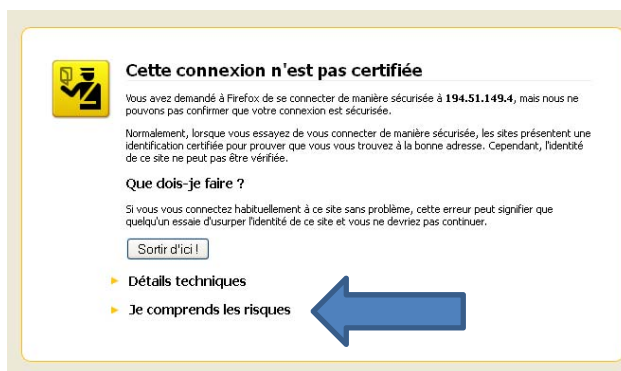 Cette connexion n'est pas certifiée
Vous avez demandé à Firefox de se connecter de manière sécurisée à 194.51.149.4, mais nous ne
pouvons pas confirmer que votre connexion est sécurisée.
Normalement, lorsque vous essayez de vous connecter de manière sécurisée, les sites présentent une
identification certifiée pour prouver que vous vous trouvez à la bonne adresse. Cependant, l'identité
de ce site ne peut pas être vérifiée.
Que dois-je faire ?
Si vous vous connectez habituellement à ce site sans problème, cette erreur peut signifier que
quelqu'un essaie d'usurper l'identité de ce site et vous ne devriez pas continuer.
Sortir d'ici !
Détails techniques
Je comprends les risques